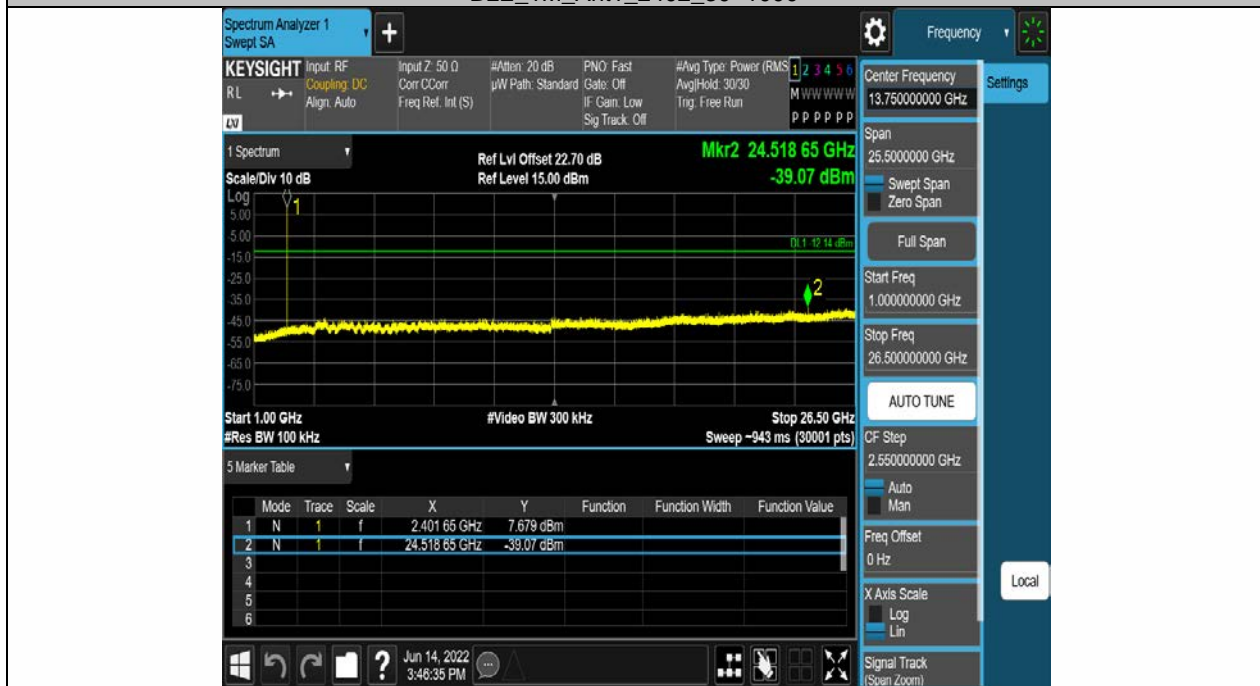 Spectrum Analyzer 1
Swept SA
+
Frequency
KEYSIGHT
Input: RF
Input Z: 50 Ω
#Atten: 20 dB
PNO: Fast
#Avg Type: Power (RMS
1 2 3 4 5 6
RL
Coupling: DC
Corr CCorr
µW Path: Standard
Gate: Off
Avg|Hold: 30/30
M W W W W W
Align: Auto
Freq Ref: Int (S)
IF Gain: Low
Trig: Free Run
LXI
Sig Track: Off
P P P P P P
Center Frequency
13.750000000 GHz
Settings
1 Spectrum
Ref Lvl Offset 22.70 dB
Mkr2 24.518 65 GHz
Scale/Div 10 dB
Ref Level 15.00 dBm
-39.07 dBm
Log
1
5.00
-5.00
DL1 -12.14 dBm
-15.0
-25.0
2
-35.0
-45.0
-55.0
-65.0
-75.0
Start 1.00 GHz
#Video BW 300 kHz
Stop 26.50 GHz
#Res BW 100 kHz
Sweep ~943 ms (30001 pts)
Span
25.5000000 GHz
Swept Span
Zero Span
Full Span
Start Freq
1.000000000 GHz
Stop Freq
26.500000000 GHz
AUTO TUNE
CF Step
2.550000000 GHz
Auto
Man
Freq Offset
0 Hz
X Axis Scale
Log
Lin
Signal Track
(Span Zoom)
Local
5 Marker Table
Mode Trace Scale X Y Function Function Width Function Value
1 N 1 f 2.401 65 GHz 7.679 dBm
2 N 1 f 24.518 65 GHz -39.07 dBm
3
4
5
6
?
Jun 14, 2022
3:46:35 PM